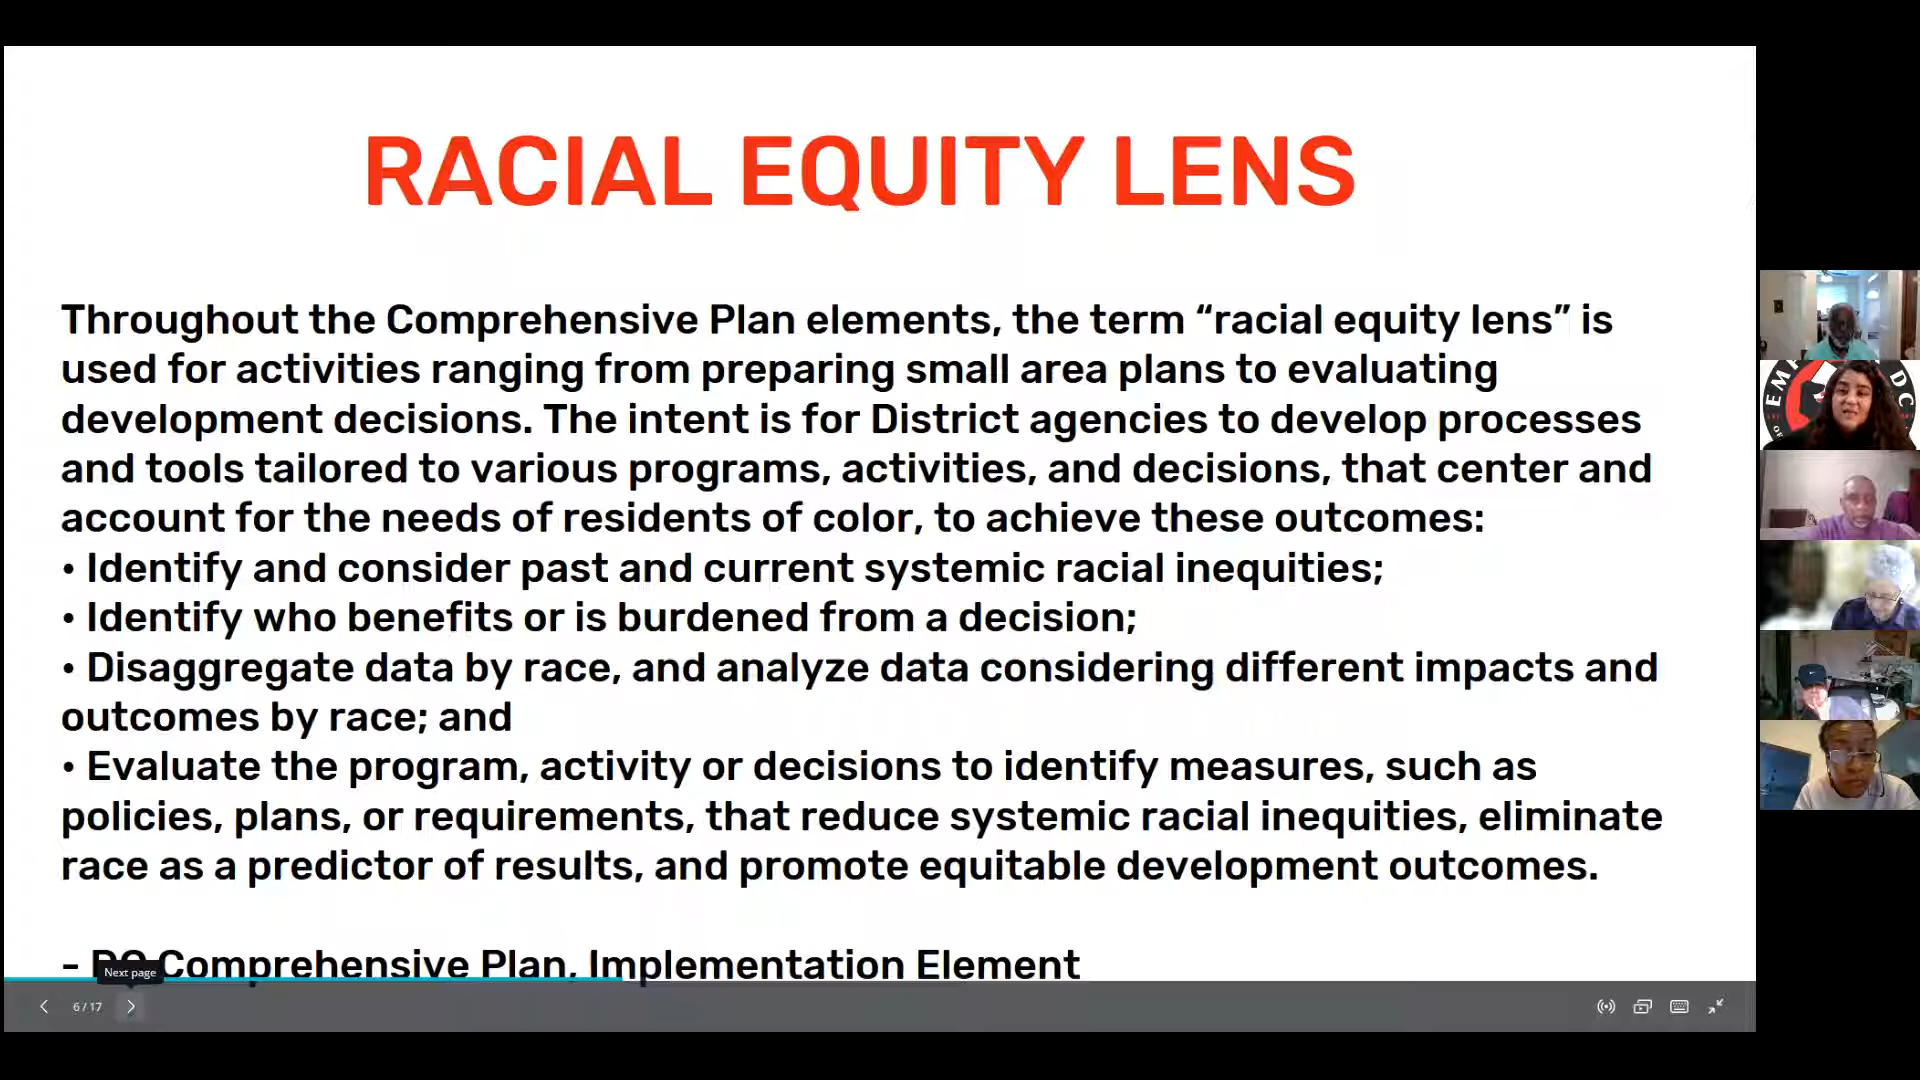 RACIAL EQUITY LENS
Throughout the Comprehensive Plan elements, the term “racial equity lens” is
used for activities ranging from preparing small area plans to evaluating
development decisions. The intent is for District agencies to develop processes
and tools tailored to various programs, activities, and decisions, that center and
account for the needs of residents of color, to achieve these outcomes:
• Identify and consider past and current systemic racial inequities;
• Identify who benefits or is burdened from a decision;
• Disaggregate data by race, and analyze data considering different impacts and
outcomes by race; and
• Evaluate the program, activity or decisions to identify measures, such as
policies, plans, or requirements, that reduce systemic racial inequities, eliminate
race as a predictor of results, and promote equitable development outcomes.
- DC Comprehensive Plan, Implementation Element
Next page
6 / 17
EM DC